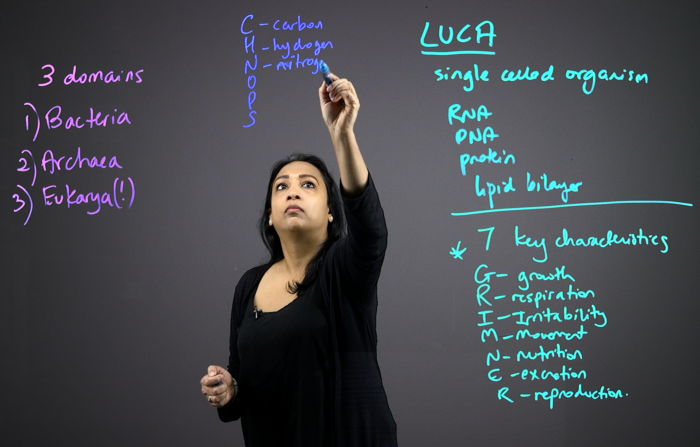 3 domains
1) Bacteria
2) Archaea
3) Eukarya(!)
C - carbon
H - hydrogen
N - nitroge
O
P
S
LUCA
single celled organism
RNA
DNA
protein
lipid bilayer
* 7 key characteristics
G - growth
R - respiration
I - Irritability
M - movement
N - nutrition
E - excretion
R - reproduction.